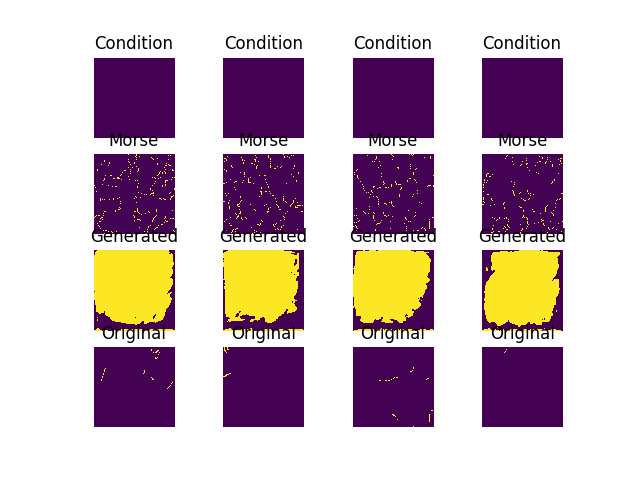 Condition Condition Condition Condition
Morse Morse Morse Morse
Generated Generated Generated Generated
Original Original Original Original